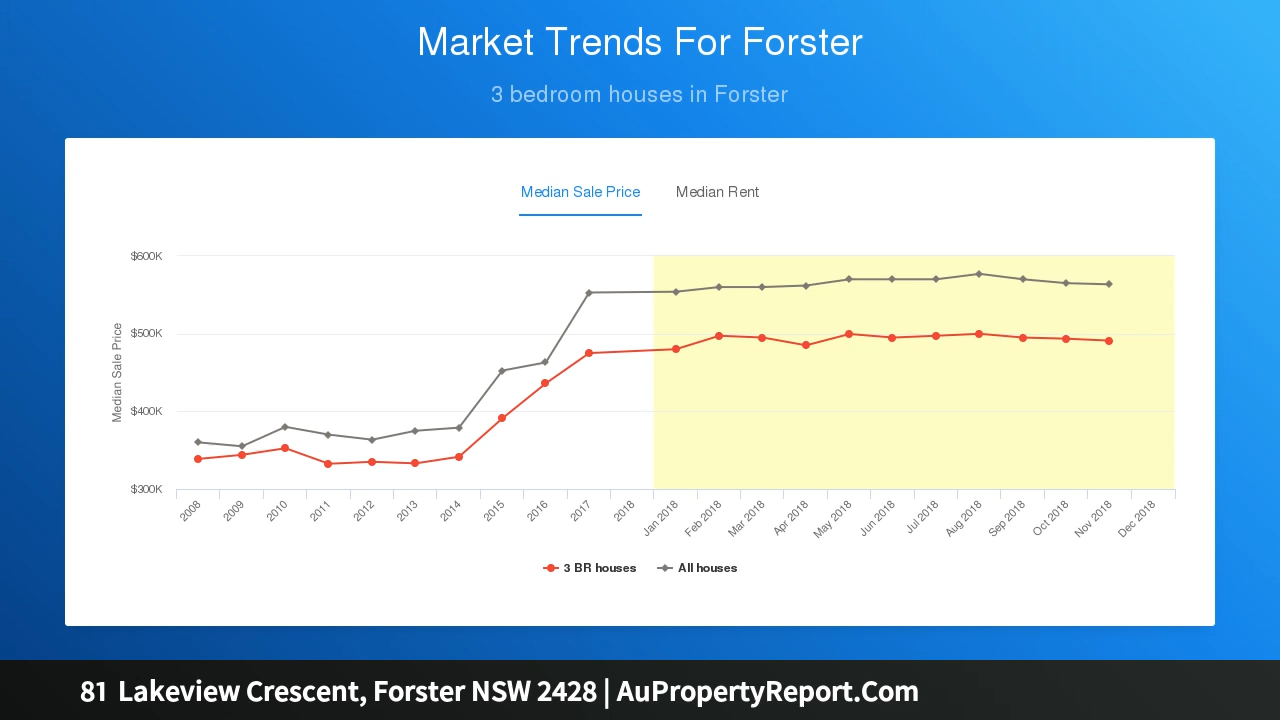 Market Trends For Forster
3 bedroom houses in Forster
Median Sale Price Median Rent
$600K
$500K
$400K
$300K
Median Sale Price
2008 2009 2010 2011 2012 2013 2014 2015 2016 2017 2018 Jan 2018 Feb 2018 Mar 2018 Apr 2018 May 2018 Jun 2018 Jul 2018 Aug 2018 Sep 2018 Oct 2018 Nov 2018 Dec 2018
3 BR houses All houses
81 Lakeview Crescent, Forster NSW 2428 | AuPropertyReport.Com